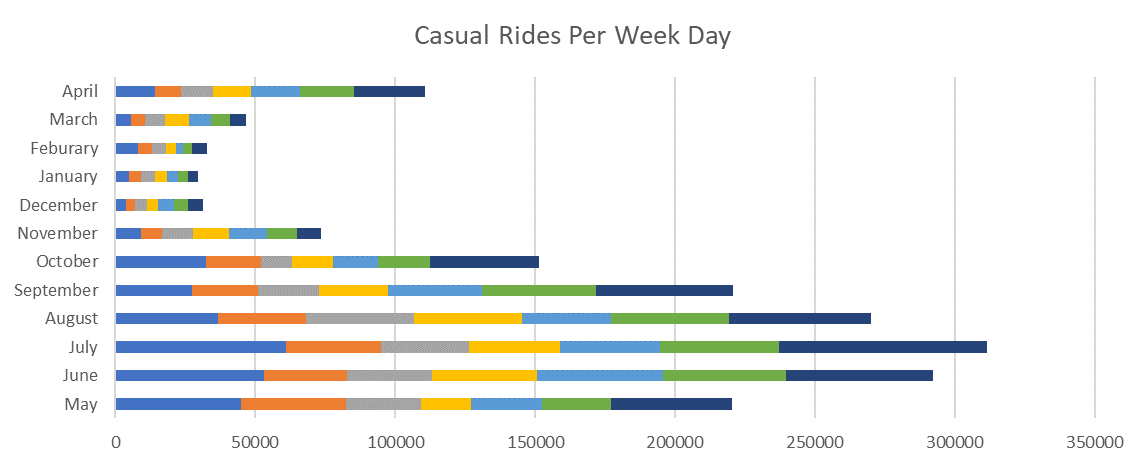 Casual Rides Per Week Day
April
March
Feburary
January
December
November
October
September
August
July
June
May
0 50000 100000 150000 200000 250000 300000 350000